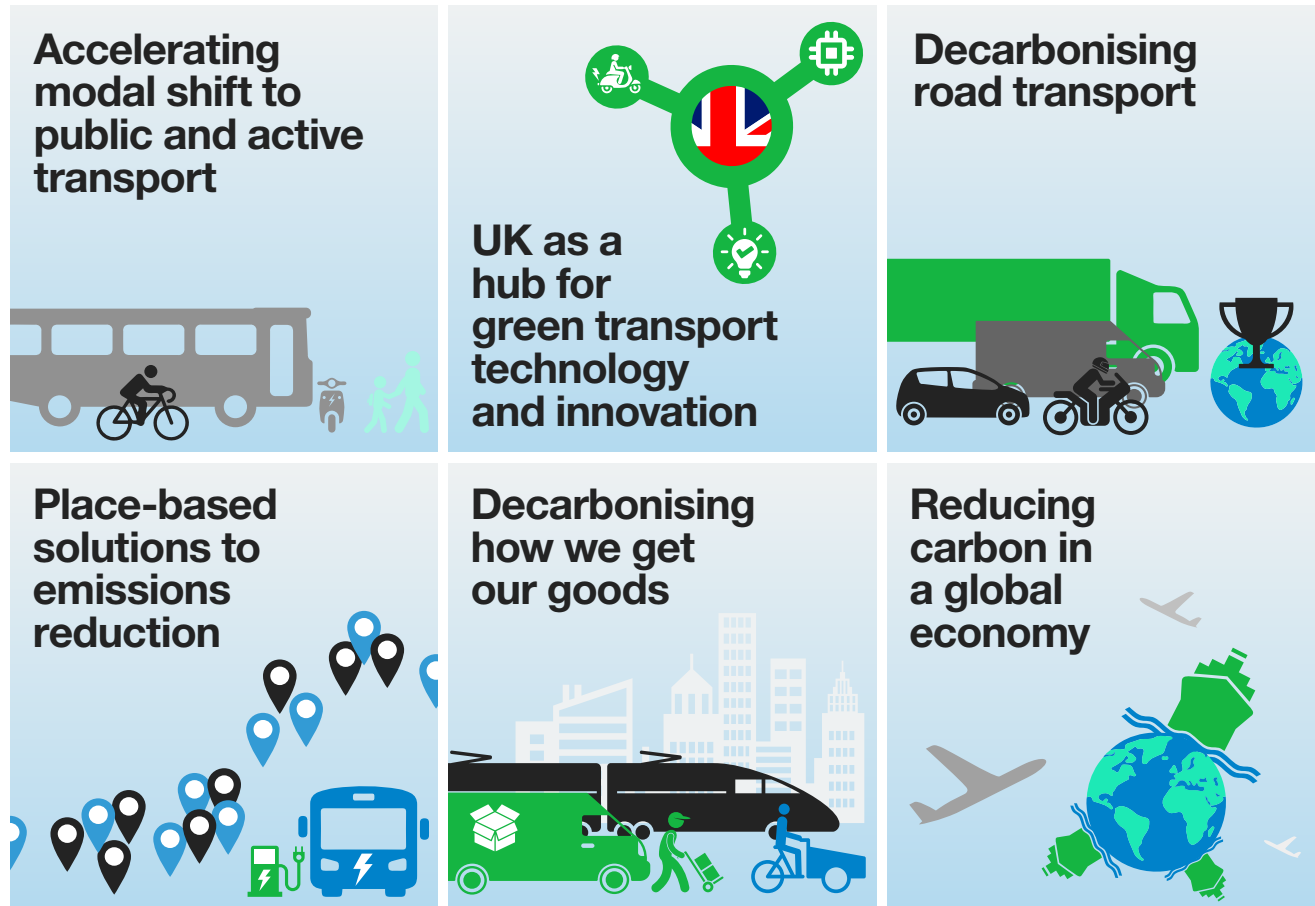 Accelerating
modal shift to
public and active
transport
UK as a
hub for
green transport
technology
and innovation
Decarbonising
road transport
Place-based
solutions to
emissions
reduction
Decarbonising
how we get
our goods
Reducing
carbon in
a global
economy